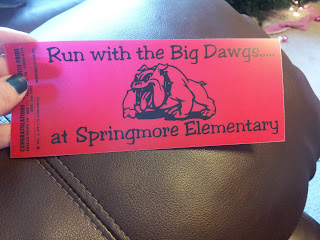 Run with the Big Dawgs.....
at Springmore Elementary